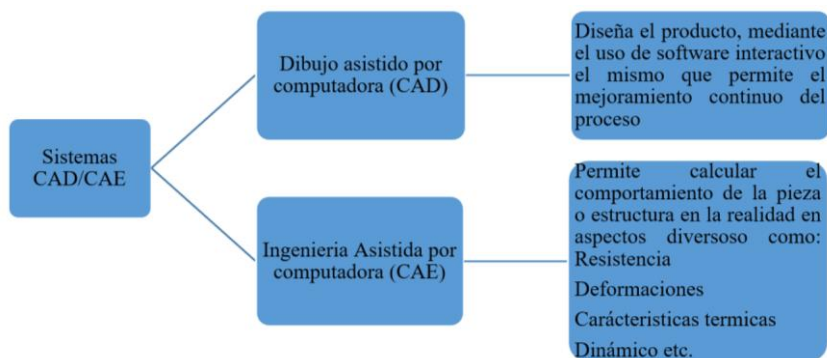 Sistemas
CAD/CAE
Dibujo asistido por
computadora (CAD)
Diseña el producto, mediante
el uso de software interactivo
el mismo que permite el
mejoramiento continuo del
proceso
Ingenieria Asistida por
computadora (CAE)
Permite calcular el
comportamiento de la pieza
o estructura en la realidad en
aspectos diversoso como:
Resistencia
Deformaciones
Carácteristicas termicas
Dinámico etc.